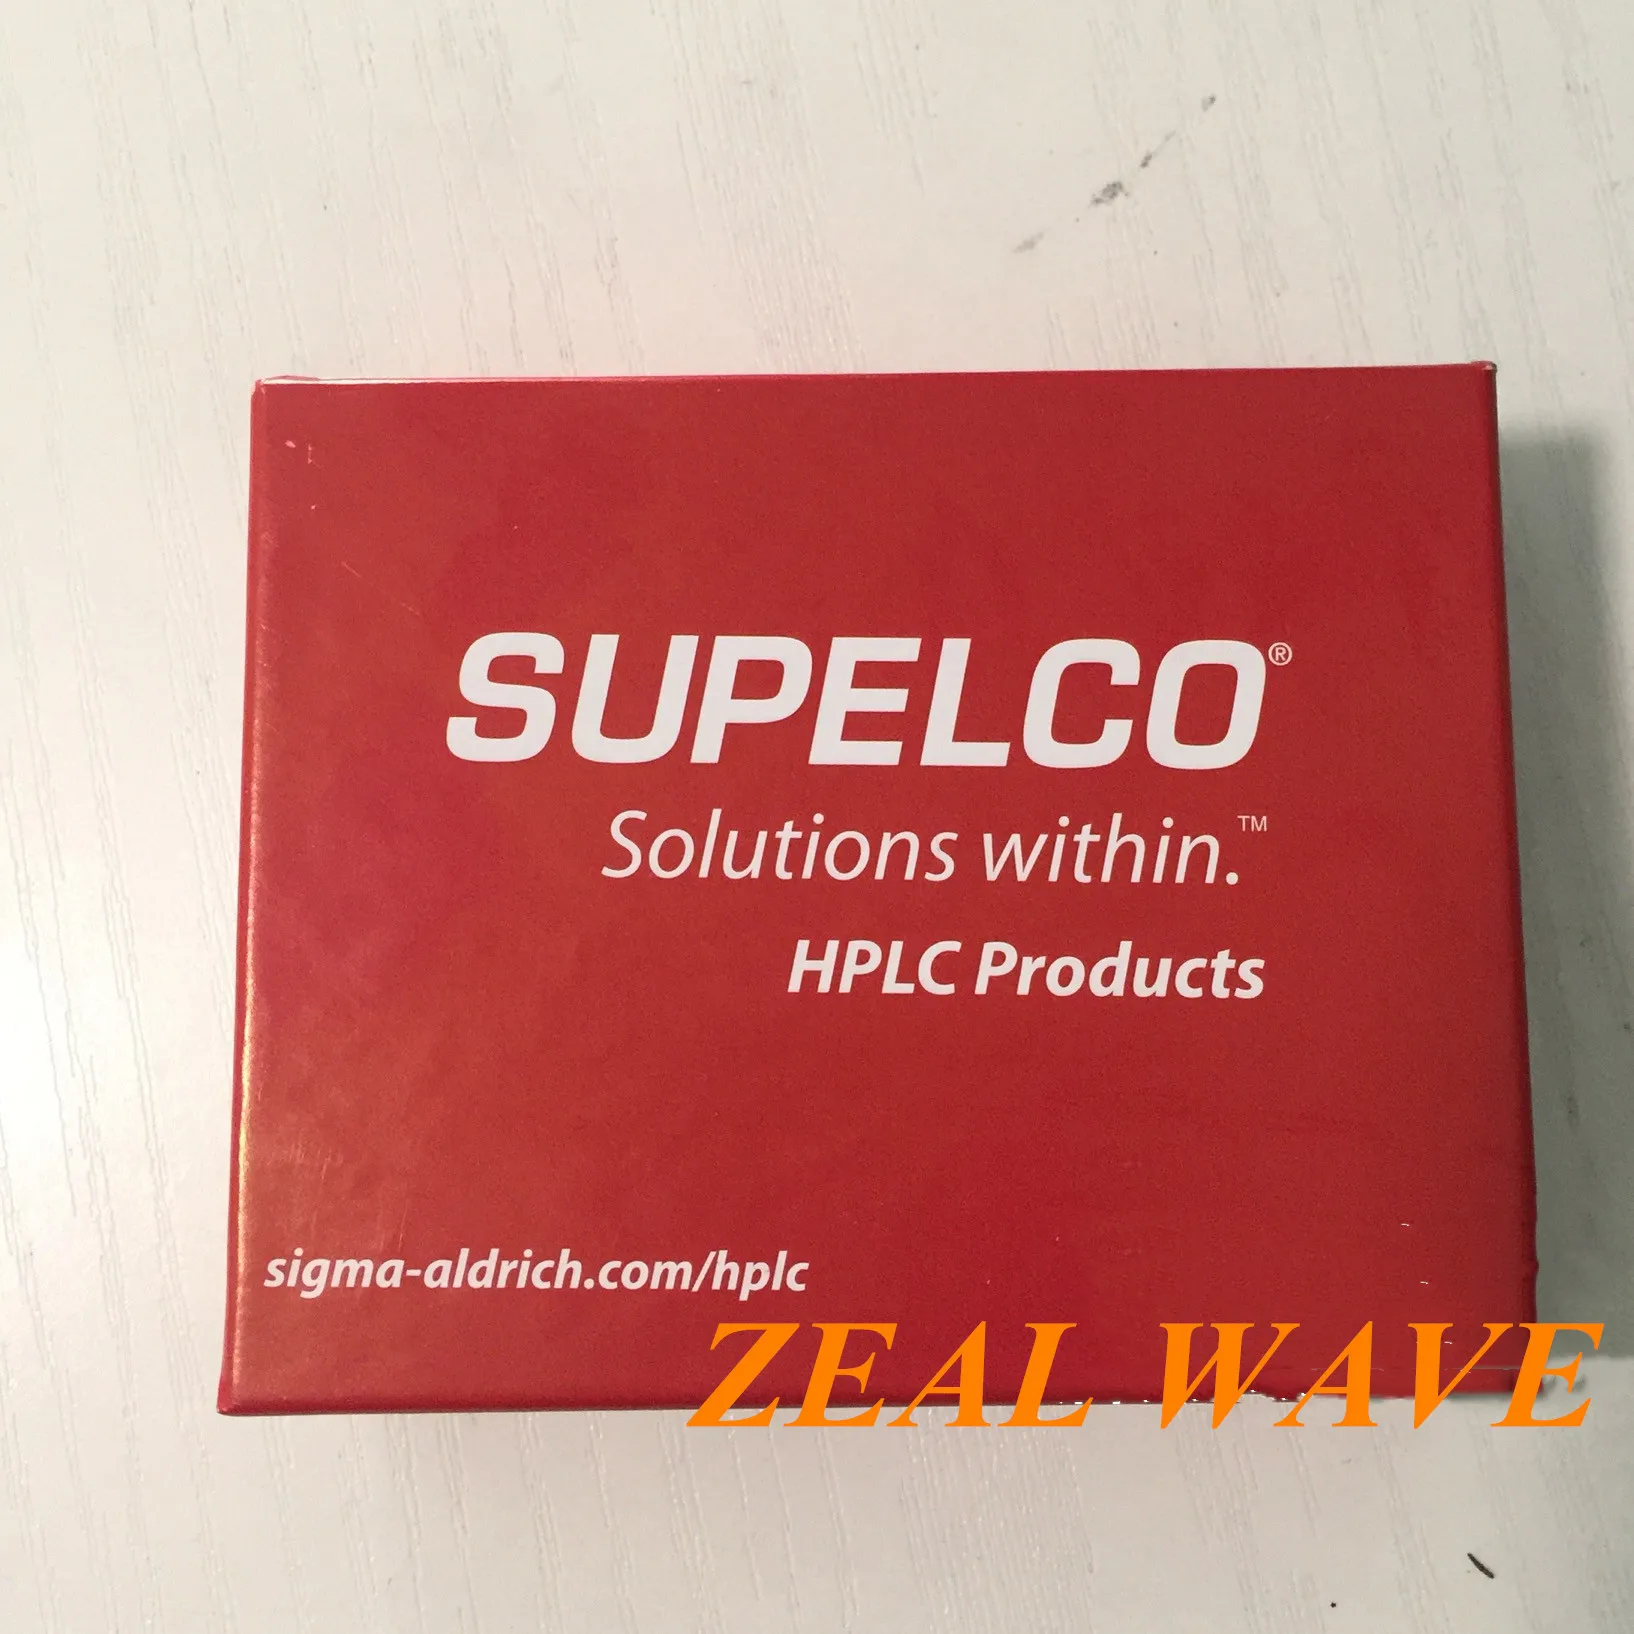 SUPELCO®
Solutions within.™
HPLC Products
sigma-aldrich.com/hplc
ZEAL WAVE